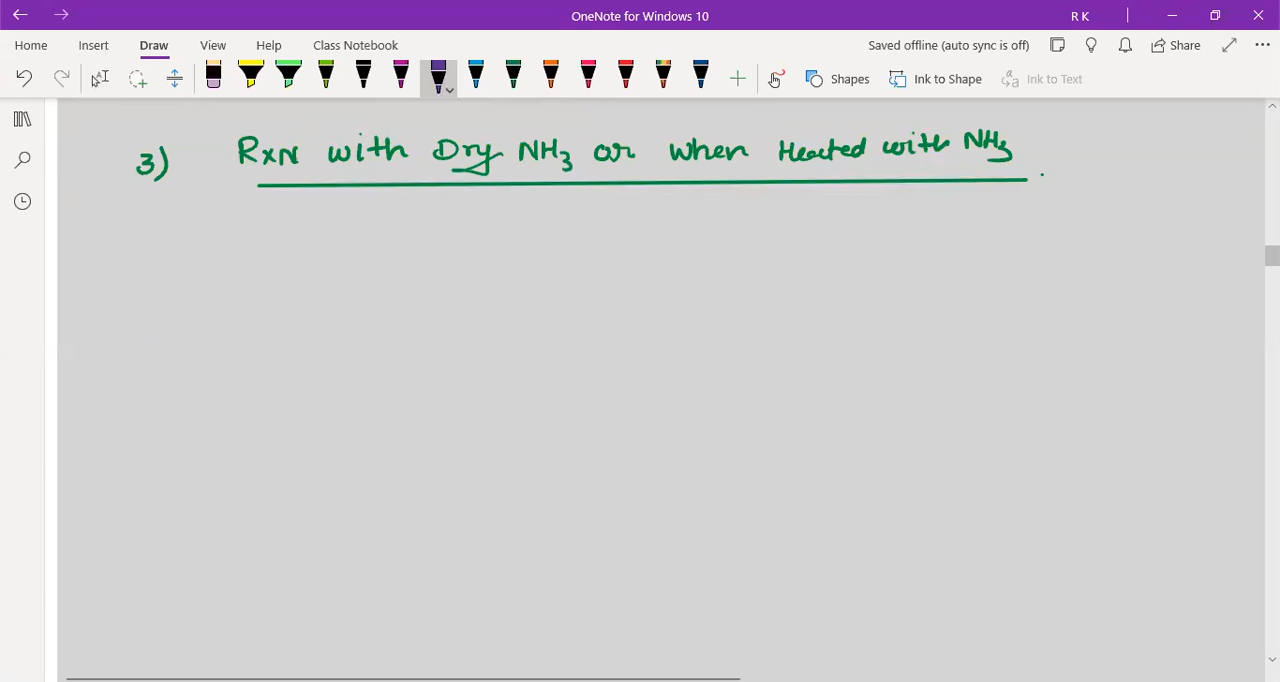 OneNote for Windows 10
R K
Home Insert Draw View Help Class Notebook
Saved offline (auto sync is off) Share
Shapes Ink to Shape Ink to Text
3) RxN with Dry NH3 or when Heated with NH3.